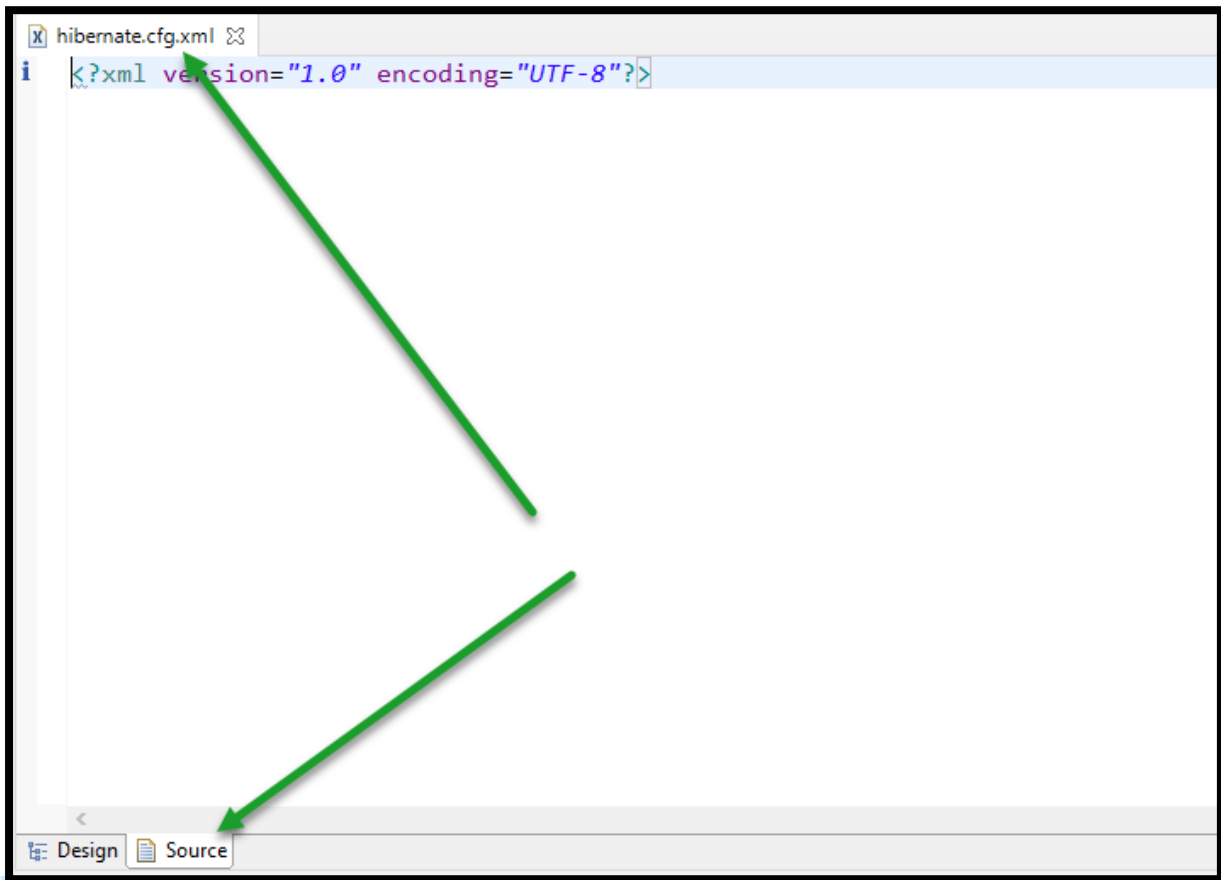 hibernate.cfg.xml
<?xml version="1.0" encoding="UTF-8"?>
Design Source